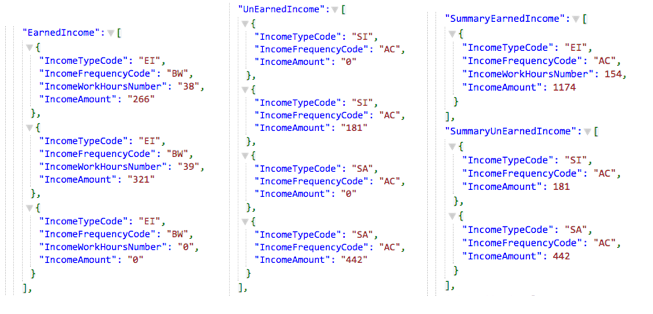 "EarnedIncome": [
{
"IncomeTypeCode": "EI",
"IncomeFrequencyCode": "BW",
"IncomeWorkHoursNumber": "38",
"IncomeAmount": "266"
},
{
"IncomeTypeCode": "EI",
"IncomeFrequencyCode": "BW",
"IncomeWorkHoursNumber": "39",
"IncomeAmount": "321"
},
{
"IncomeTypeCode": "EI",
"IncomeFrequencyCode": "BW",
"IncomeWorkHoursNumber": "0",
"IncomeAmount": "0"
}
],
"UnEarnedIncome": [
{
"IncomeTypeCode": "SI",
"IncomeFrequencyCode": "AC",
"IncomeAmount": "0"
},
{
"IncomeTypeCode": "SI",
"IncomeFrequencyCode": "AC",
"IncomeAmount": "181"
},
{
"IncomeTypeCode": "SA",
"IncomeFrequencyCode": "AC",
"IncomeAmount": "0"
},
{
"IncomeTypeCode": "SA",
"IncomeFrequencyCode": "AC",
"IncomeAmount": "442"
}
],
"SummaryEarnedIncome": [
{
"IncomeTypeCode": "EI",
"IncomeFrequencyCode": "AC",
"IncomeWorkHoursNumber": 154,
"IncomeAmount": 1174
}
],
"SummaryUnEarnedIncome": [
{
"IncomeTypeCode": "SI",
"IncomeFrequencyCode": "AC",
"IncomeAmount": 181
},
{
"IncomeTypeCode": "SA",
"IncomeFrequencyCode": "AC",
"IncomeAmount": 442
}
],